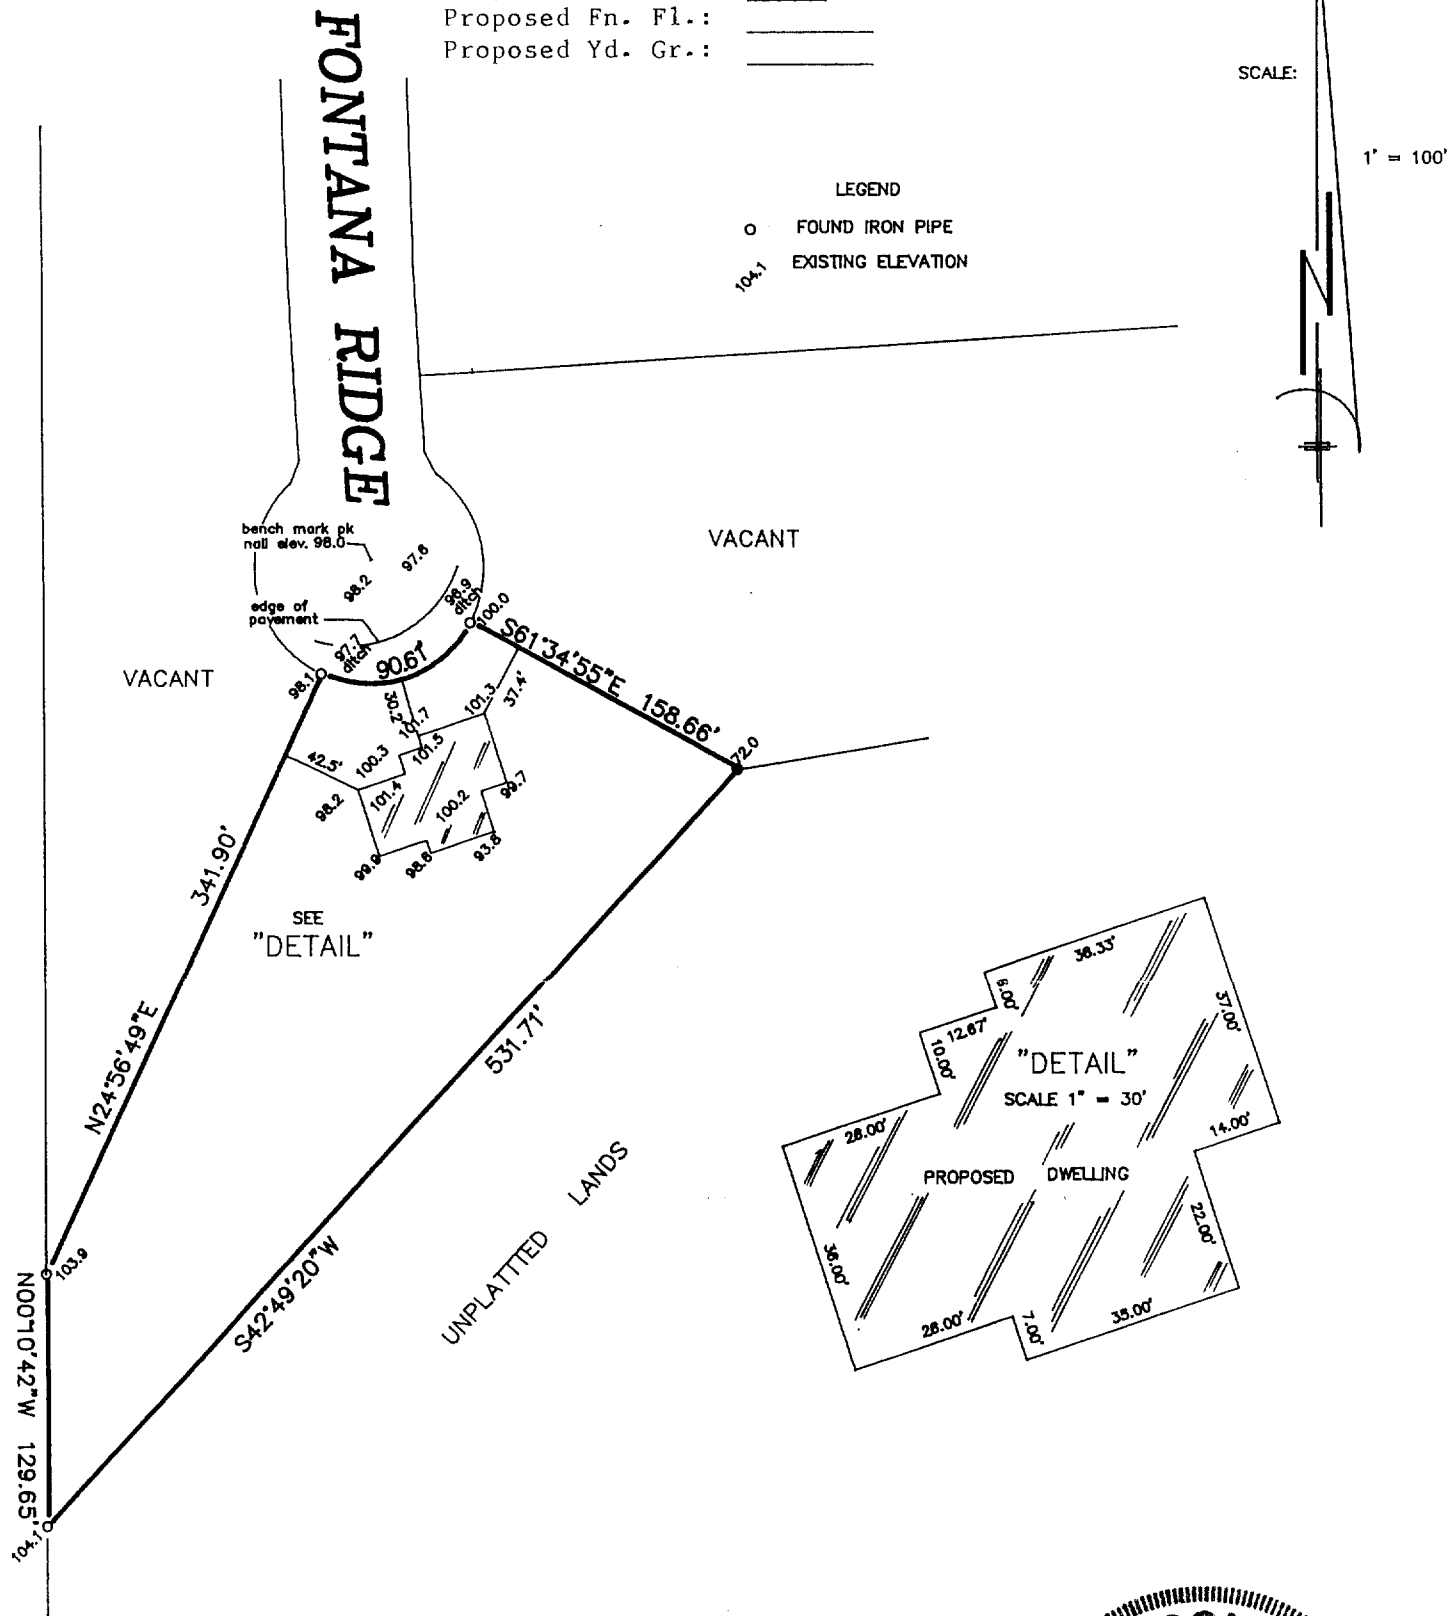 Proposed Fn. Fl.:
Proposed Yd. Gr.:
FONTANA RIDGE
SCALE:
1' = 100'
N
LEGEND
FOUND IRON PIPE
104.1 EXISTING ELEVATION
bench mark pk
nail elev. 98.0
97.6
98.2
edge of
pavement
98.9
ditch
100.0
97.7
ditch
90.61'
98.1
VACANT
VACANT
S61°34'55"E 158.66'
72.0
37.4'
30.2'
101.3
101.7
101.5
42.5'
100.3
98.2
101.4
100.2
99.7
99.9
98.6
93.8
341.90'
N24°56'49"E
SEE
"DETAIL"
531.71'
S42°49'20"W
UNPLATTTED LANDS
103.9
N00°10'42"W 129.65'
104.1
36.33'
6.00'
12.67'
10.00'
37.00'
"DETAIL"
SCALE 1" = 30'
26.00'
14.00'
PROPOSED DWELLING
22.00'
36.00'
26.00'
7.00'
35.00'